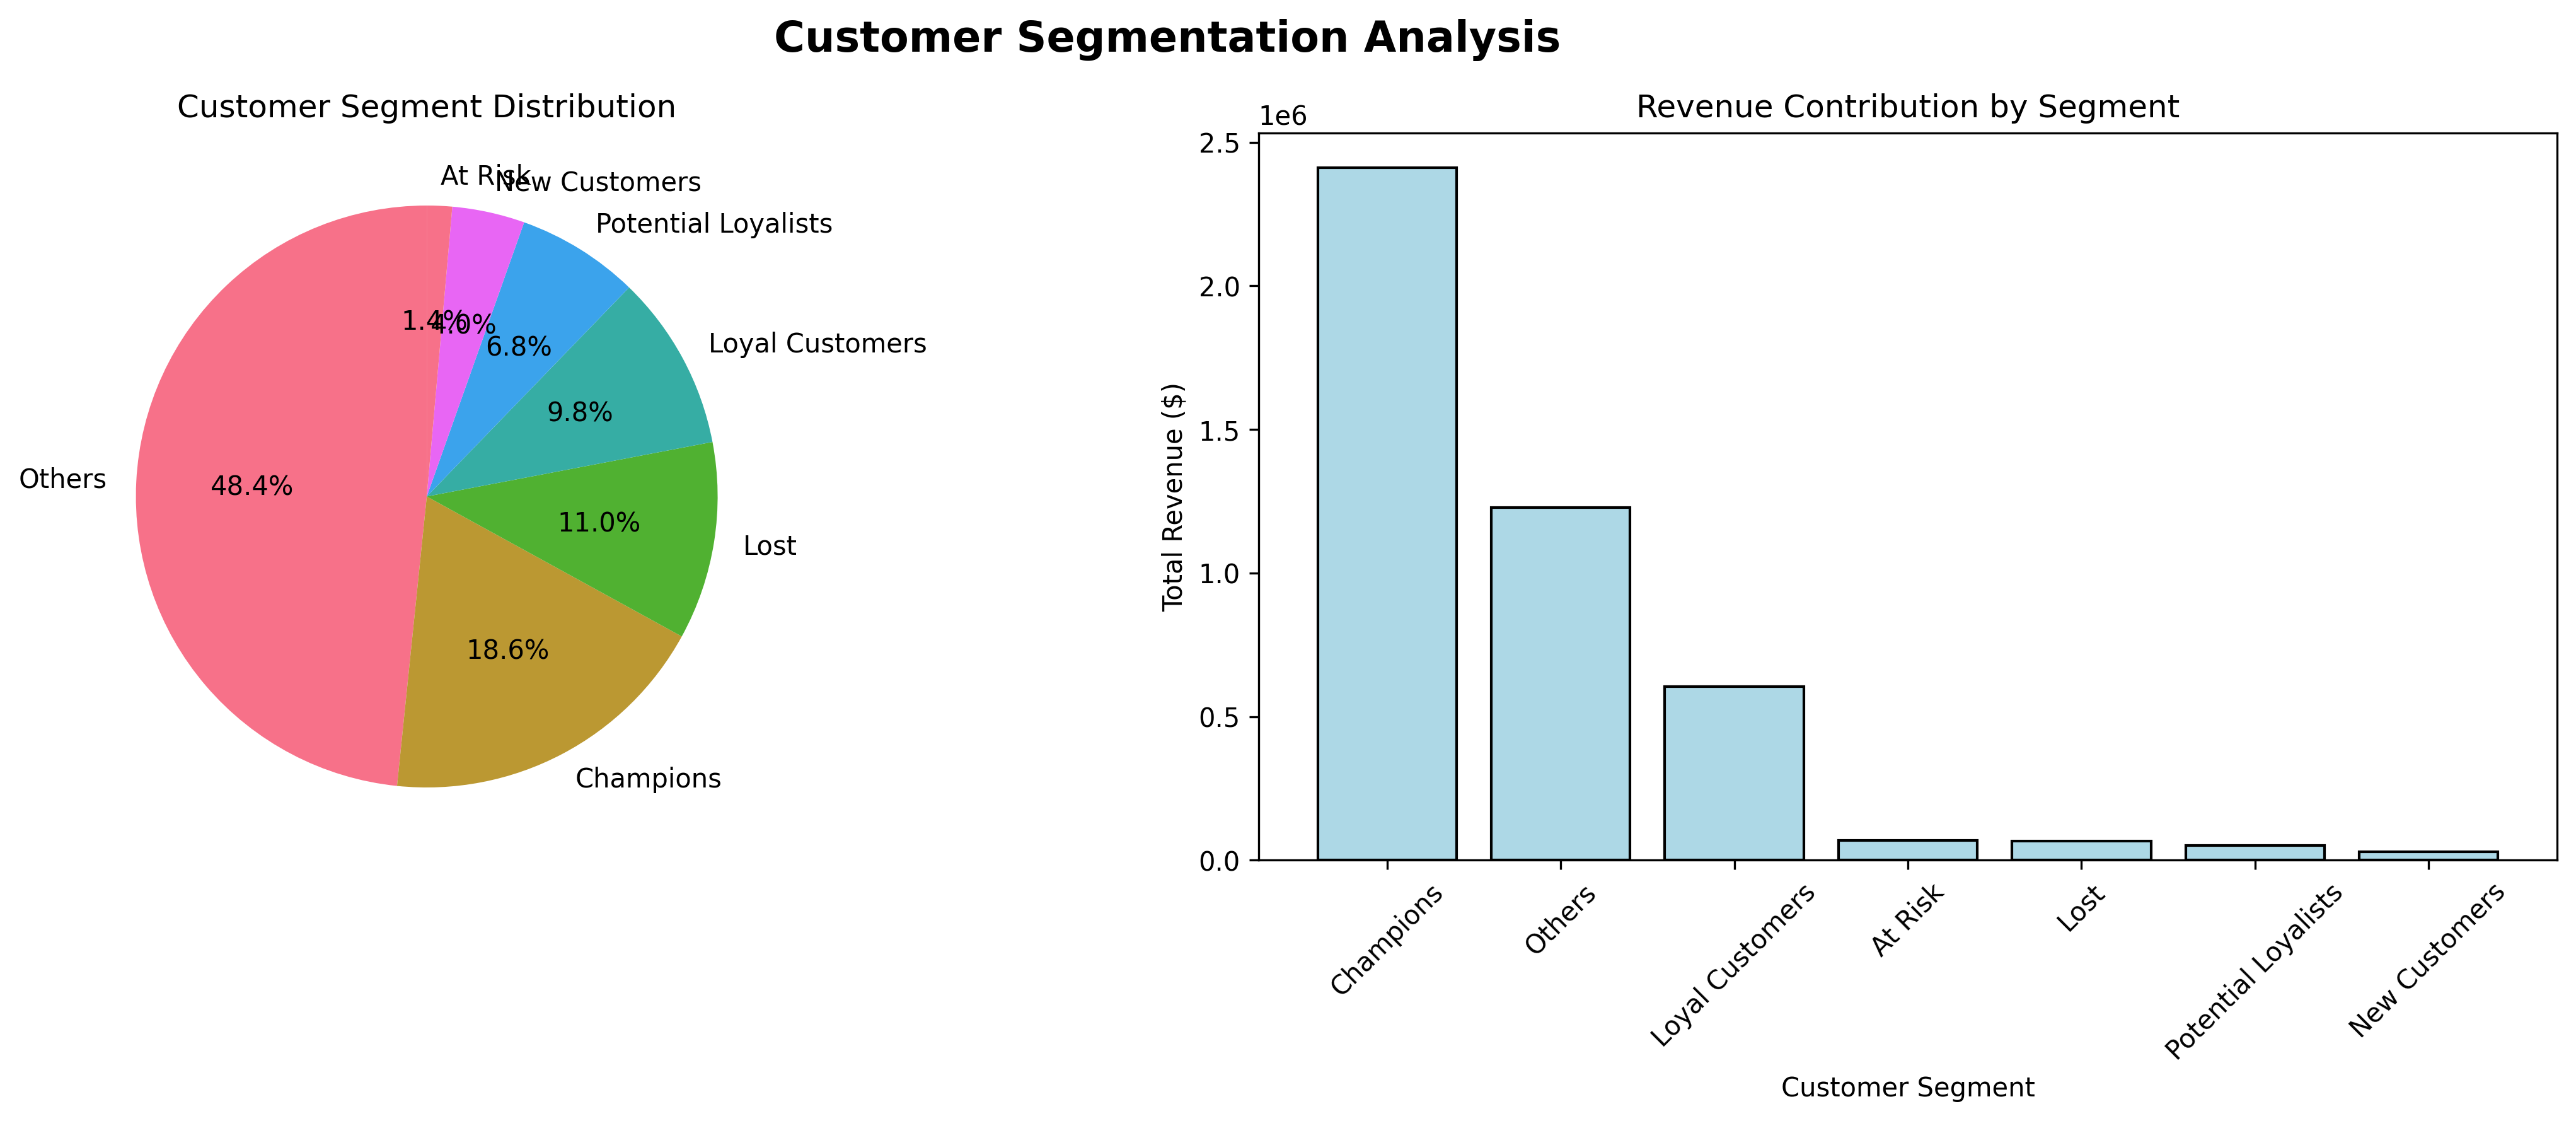 Customer Segmentation Analysis
Customer Segment Distribution
At Risk
New Customers
Potential Loyalists
Loyal Customers
Lost
Champions
Others
1.4%
4.0%
6.8%
9.8%
11.0%
18.6%
48.4%
Revenue Contribution by Segment
1e6
2.5
2.0
1.5
1.0
0.5
0.0
Total Revenue ($)
Champions
Others
Loyal Customers
At Risk
Lost
Potential Loyalists
New Customers
Customer Segment